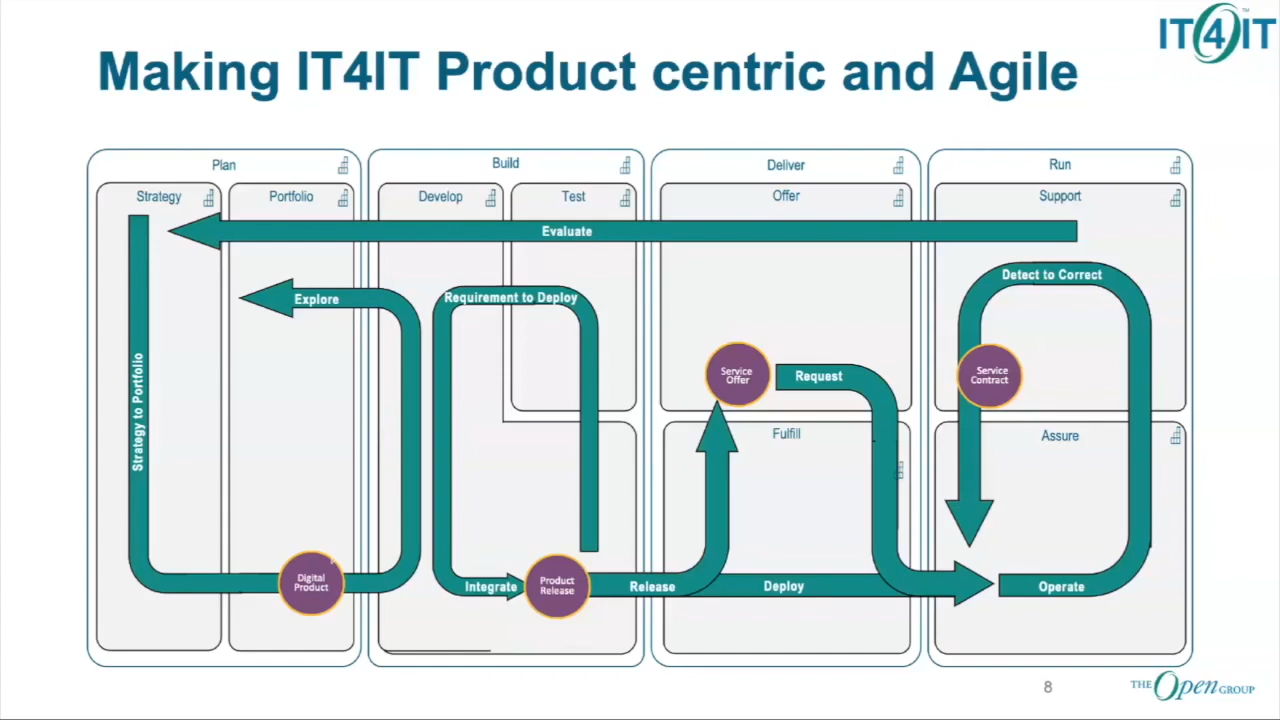 IT4IT™
Making IT4IT Product centric and Agile
Plan
Build
Deliver
Run
Strategy
Portfolio
Develop
Test
Offer
Support
Evaluate
Explore
Requirement to Deploy
Detect to Correct
Strategy to Portfolio
Service
Offer
Request
Service
Contract
Fulfill
Assure
Digital
Product
Integrate
Product
Release
Release
Deploy
Operate
8
THE Open GROUP